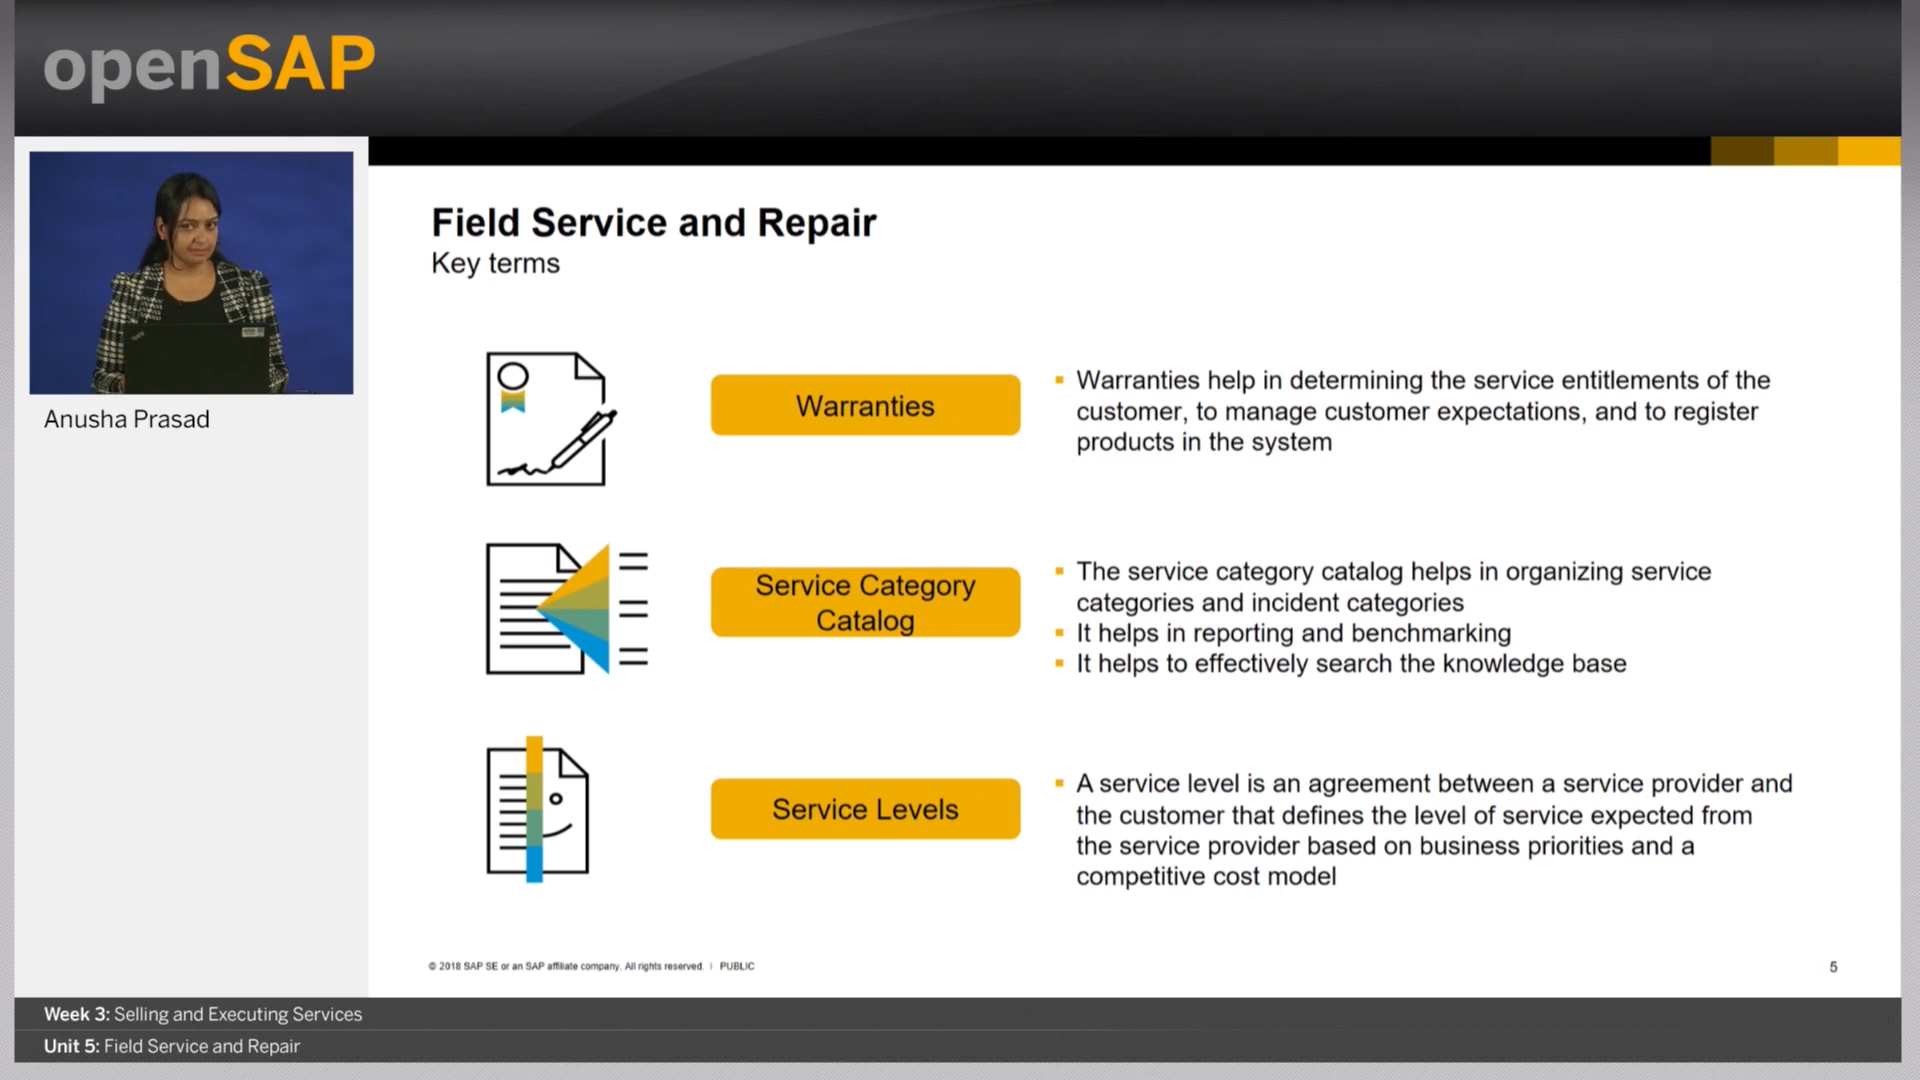 openSAP
Anusha Prasad
Field Service and Repair
Key terms
Warranties
▪ Warranties help in determining the service entitlements of the
customer, to manage customer expectations, and to register
products in the system
Service Category
Catalog
▪ The service category catalog helps in organizing service
categories and incident categories
▪ It helps in reporting and benchmarking
▪ It helps to effectively search the knowledge base
Service Levels
▪ A service level is an agreement between a service provider and
the customer that defines the level of service expected from
the service provider based on business priorities and a
competitive cost model
© 2018 SAP SE or an SAP affiliate company. All rights reserved. | PUBLIC
5
Week 3: Selling and Executing Services
Unit 5: Field Service and Repair